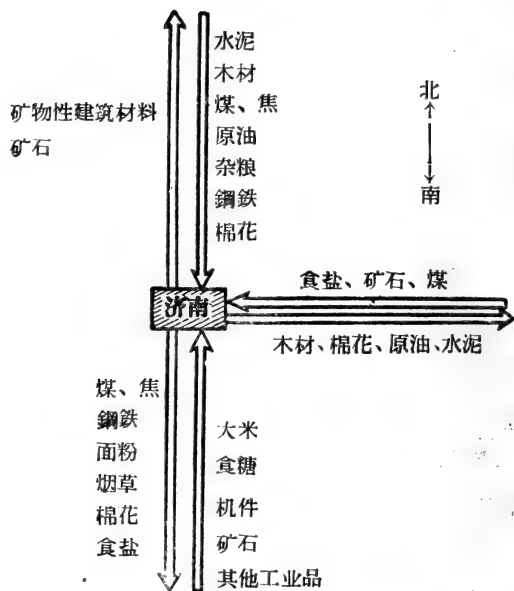 矿物性建筑材料
矿石
水泥
木材
煤、焦
原油
杂粮
鋼鉄
棉花
北
南
济南
食盐、矿石、煤
木材、棉花、原油、水泥
煤、焦
鋼鉄
面粉
烟草
棉花
食盐
大米
食糖
机件
矿石
其他工业品